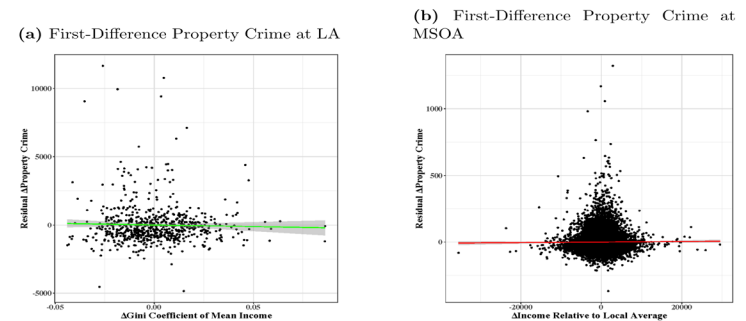 (a) First-Difference Property Crime at LA
10000
5000
0
-5000
-0.05
0.00
0.05
Residual ΔProperty Crime
ΔGini Coefficient of Mean Income
(b) First-Difference Property Crime at
MSOA
1000
500
0
-20000
0
20000
Residual ΔProperty Crime
ΔIncome Relative to Local Average